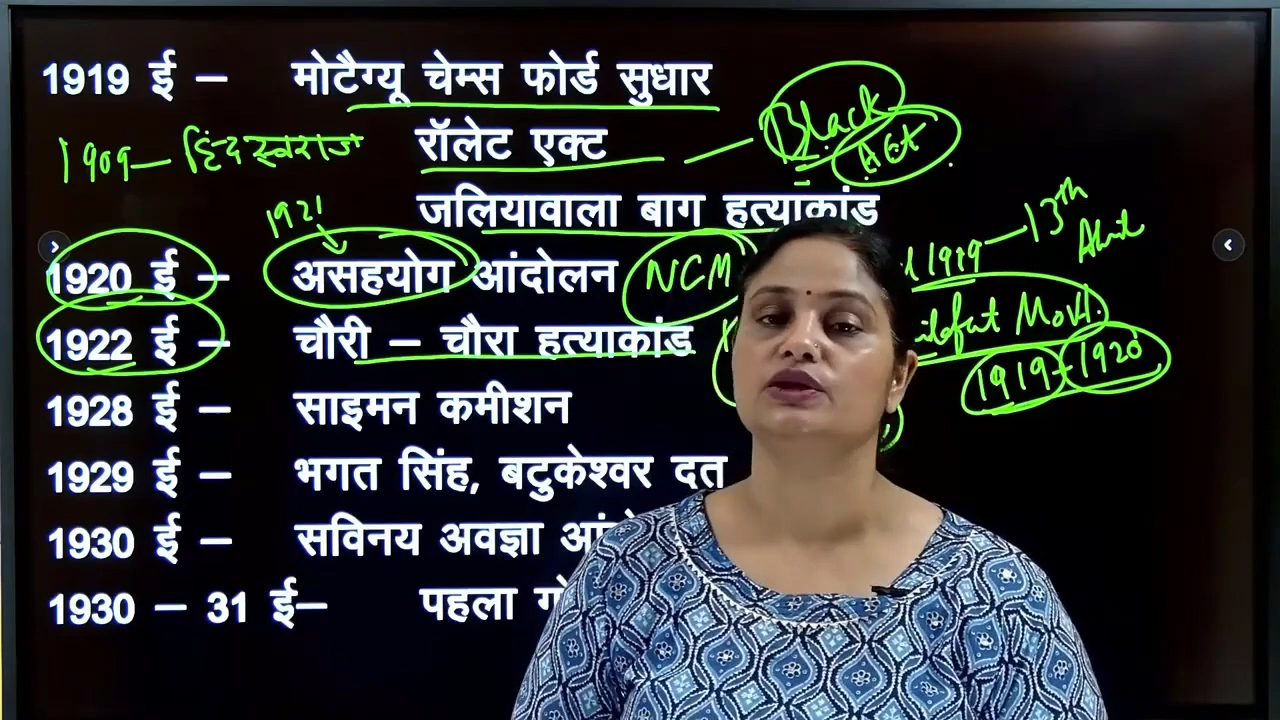 1919 ई – मोटैग्यू चेम्स फोर्ड सुधार
1909 – हिंद स्वराज रॉलेट एक्ट – Black Act
जलियावाला बाग हत्याकांड
1921
1919 – 13th April
1920 ई – असहयोग आंदोलन NCM
Movt.
1922 ई – चौरी – चौरा हत्याकांड
1919 – 1920
1928 ई – साइमन कमीशन
1929 ई – भगत सिंह, बटुकेश्वर दत
1930 ई – सविनय अवज्ञा
1930 – 31 ई– पहला